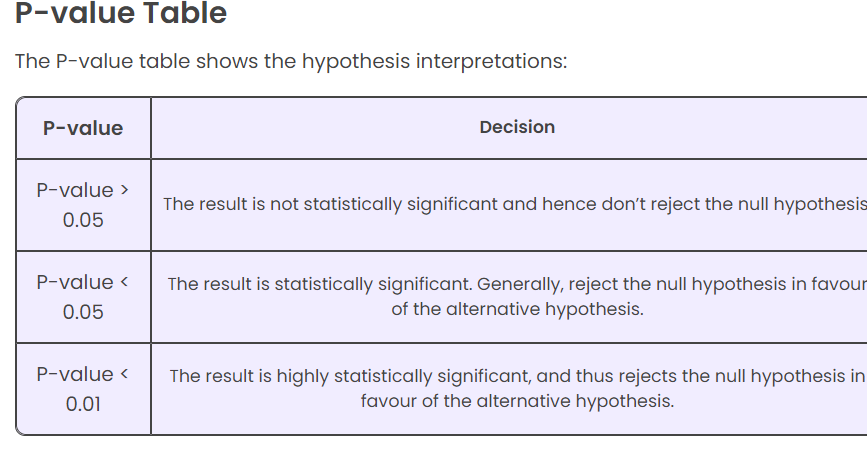 P-value Table
The P-value table shows the hypothesis interpretations:
P-value
Decision
P-value >
0.05
The result is not statistically significant and hence don’t reject the null hypothesis
P-value <
0.05
The result is statistically significant. Generally, reject the null hypothesis in favour
of the alternative hypothesis.
P-value <
0.01
The result is highly statistically significant, and thus rejects the null hypothesis in
favour of the alternative hypothesis.